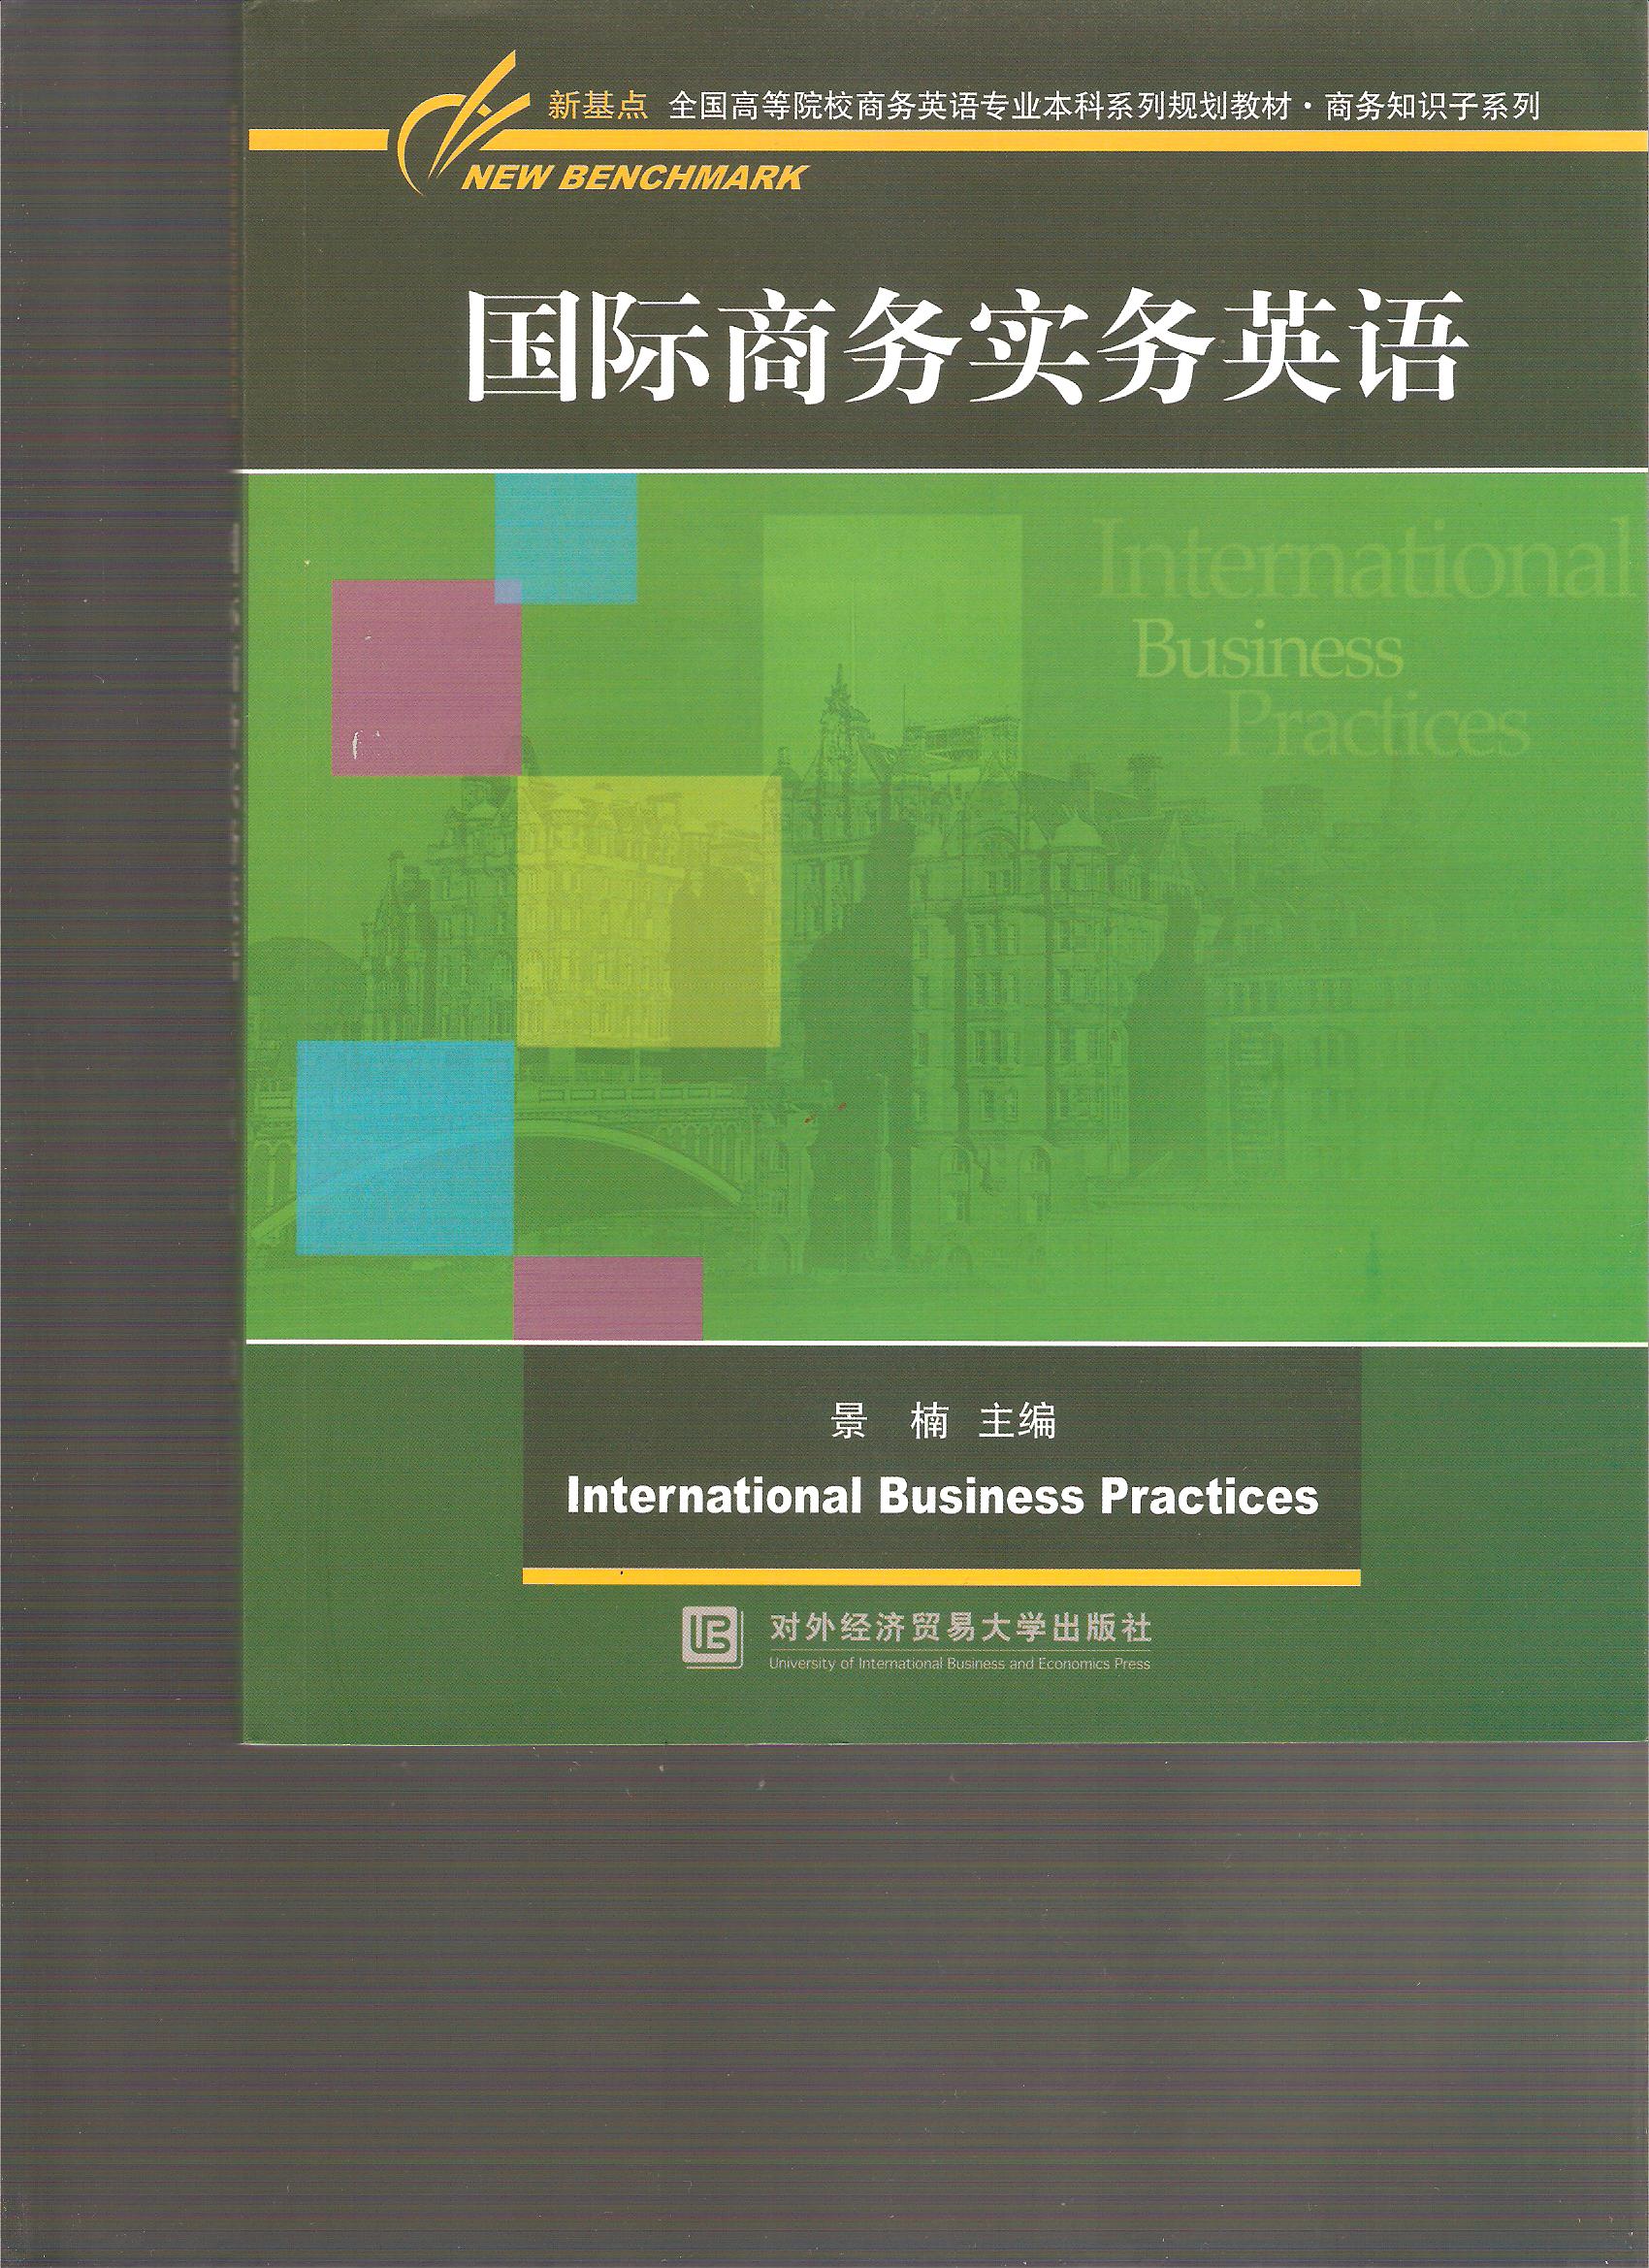 新基点 全国高等院校商务英语专业本科系列规划教材·商务知识子系列
NEW BENCHMARK
国际商务实务英语
International
Business
Practices
景 楠 主编
International Business Practices
对外经济贸易大学出版社
University of International Business and Economics Press